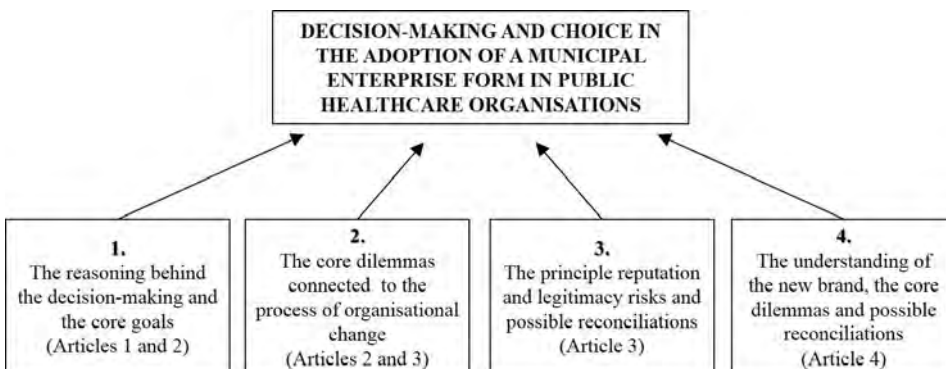 DECISION-MAKING AND CHOICE IN
THE ADOPTION OF A MUNICIPAL
ENTERPRISE FORM IN PUBLIC
HEALTHCARE ORGANISATIONS
1.
The reasoning behind
the decision-making and
the core goals
(Articles 1 and 2)
2.
The core dilemmas
connected to the
process of organisational
change
(Articles 2 and 3)
3.
The principle reputation
and legitimacy risks and
possible reconciliations
(Article 3)
4.
The understanding of
the new brand, the core
dilemmas and possible
reconciliations
(Article 4)